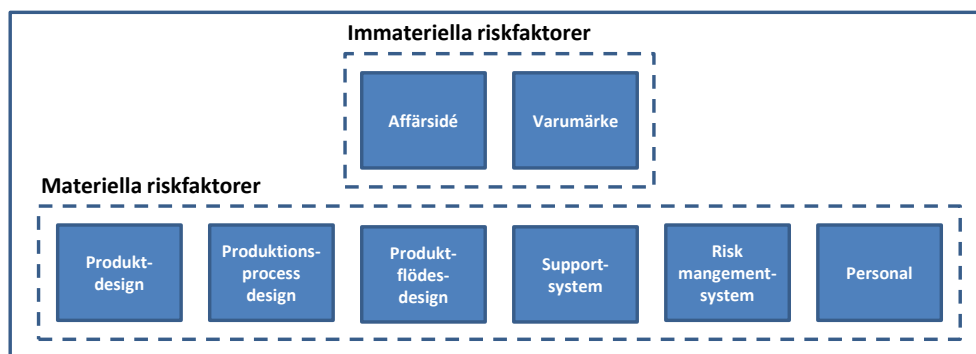 Immateriella riskfaktorer
Affärsidé
Varumärke
Materiella riskfaktorer
Produkt-
design
Produktions-
process
design
Produkt-
flödes-
design
Support-
system
Risk
mangement-
system
Personal